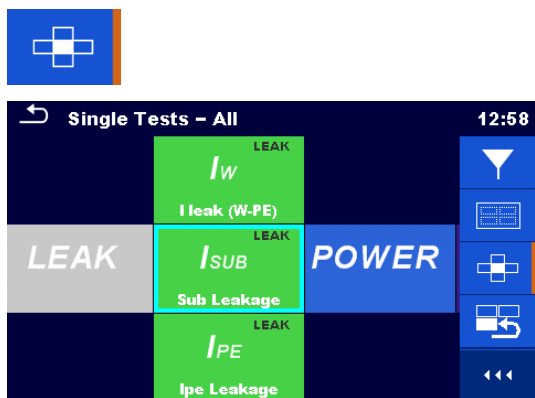 Single Tests – All 12:58
LEAK
IW
I leak (W-PE)
LEAK
LEAK ISUB POWER
Sub Leakage
LEAK
IPE
Ipe Leakage